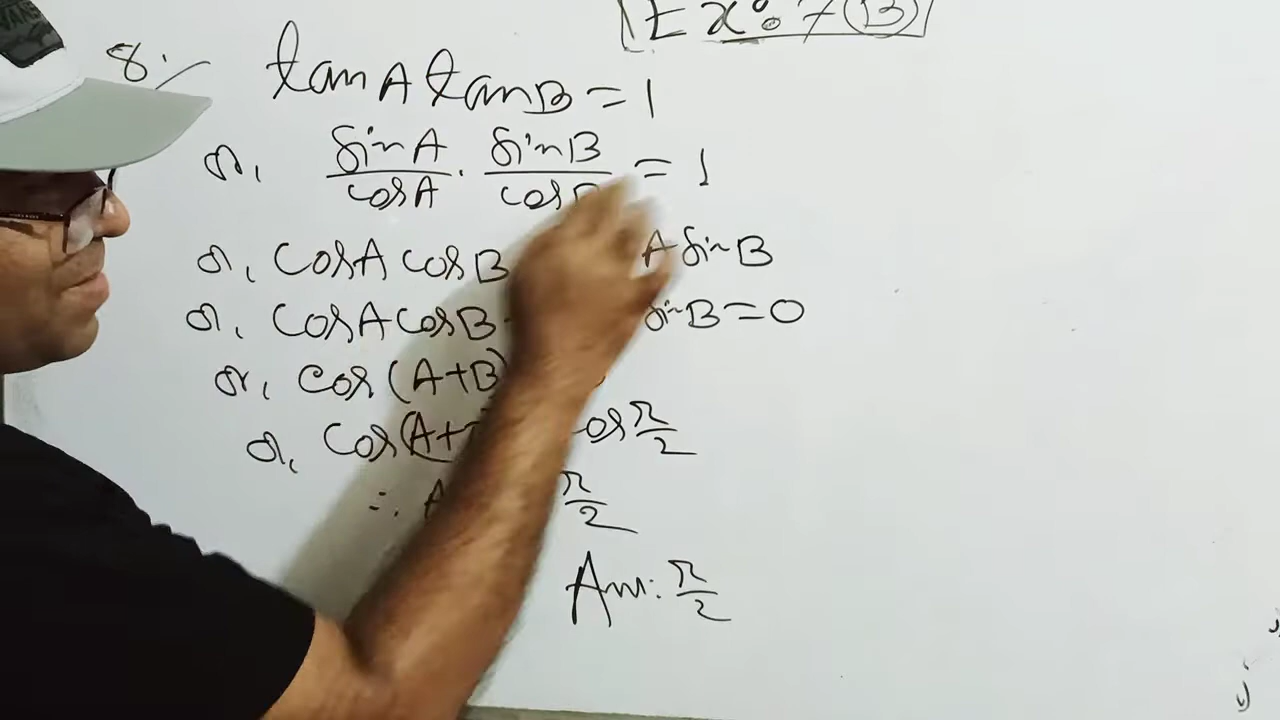 Ex: 7(B)
8. tanA tanB = 1
or, sinA/cosA . sinB/cos = 1
or, cosA cosB A sinB
or, cosA cosB sinB = 0
or, cos(A+B)
or, cos(A+ cos π/2
∴ A π/2
Ans: π/2